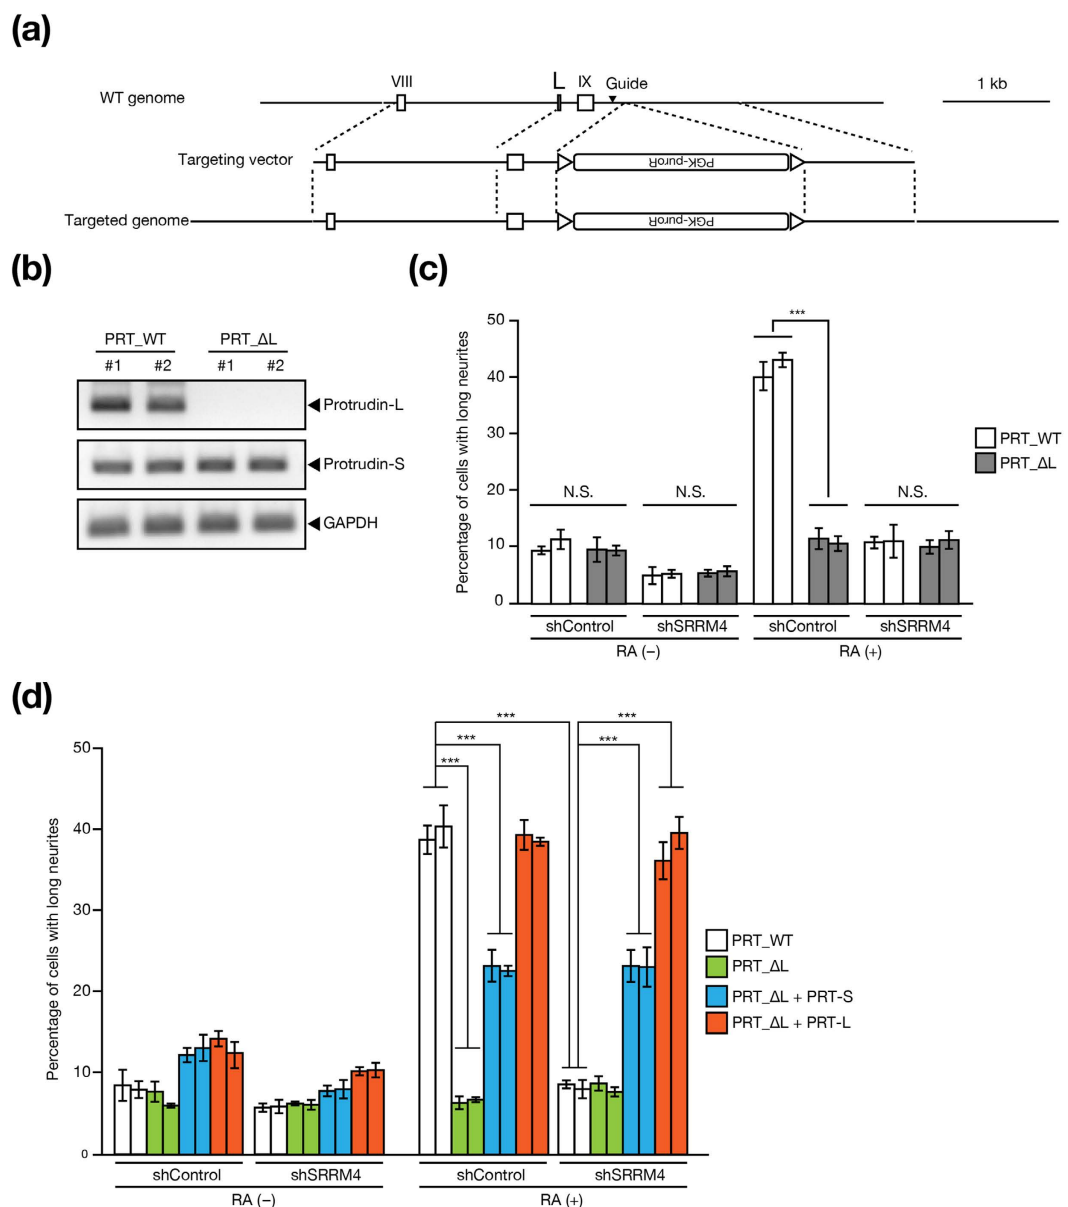 (a)
VIII L IX Guide 1 kb
WT genome
Targeting vector PGK-puroR
Targeted genome PGK-puroR
(b)
PRT_WT PRT_ΔL
#1 #2 #1 #2
Protrudin-L
Protrudin-S
GAPDH
(c)
Percentage of cells with long neurites
50
40
30
20
10
0
N.S. N.S. *** N.S.
shControl shSRRM4 shControl shSRRM4
RA (−) RA (+)
PRT_WT
PRT_ΔL
(d)
Percentage of cells with long neurites
50
40
30
20
10
0
*** ***
*** ***
***
shControl shSRRM4 shControl shSRRM4
RA (−) RA (+)
PRT_WT
PRT_ΔL
PRT_ΔL + PRT-S
PRT_ΔL + PRT-L